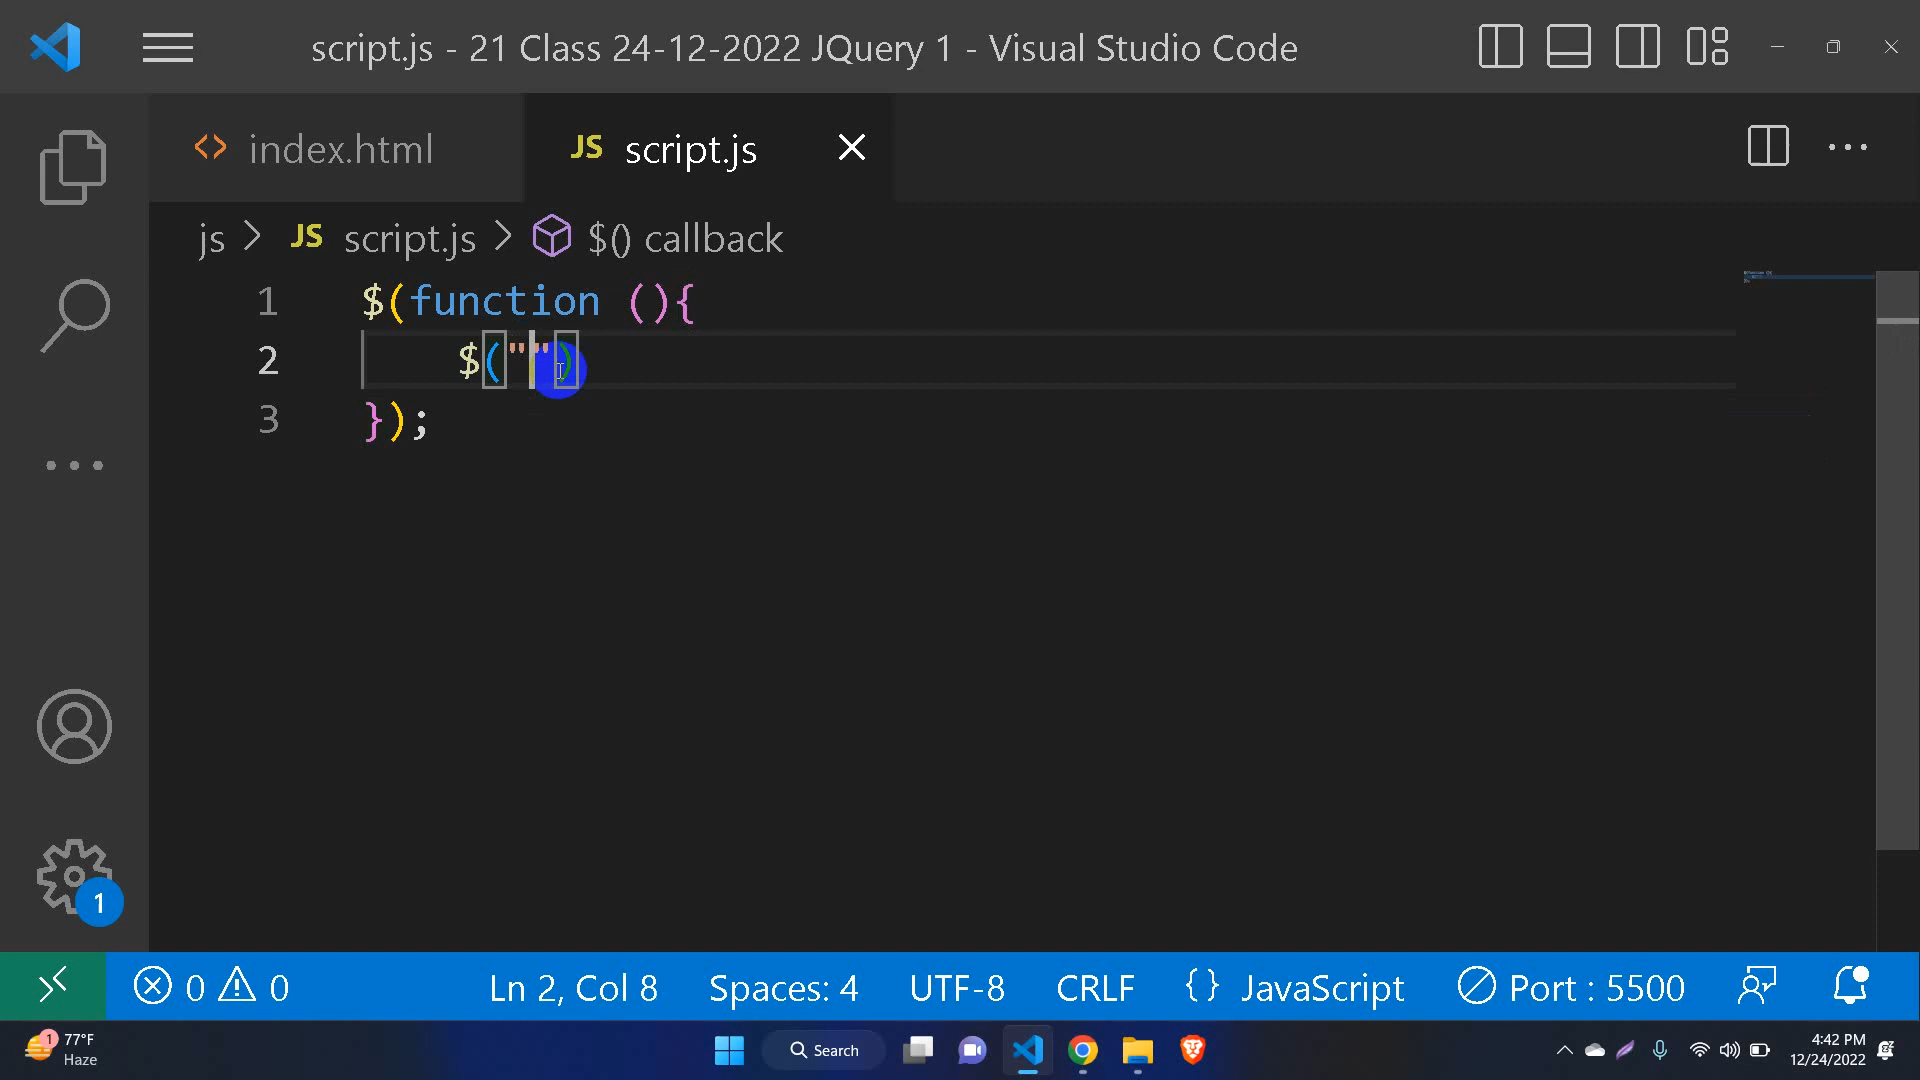 script.js - 21 Class 24-12-2022 JQuery 1 - Visual Studio Code
<> index.html
JS script.js
js > JS script.js > $() callback
1 $(function (){
2 $("")
3 });
1
0 0
Ln 2, Col 8
Spaces: 4
UTF-8
CRLF
{} JavaScript
Port : 5500
1
77°F
Haze
Search
4:42 PM
12/24/2022